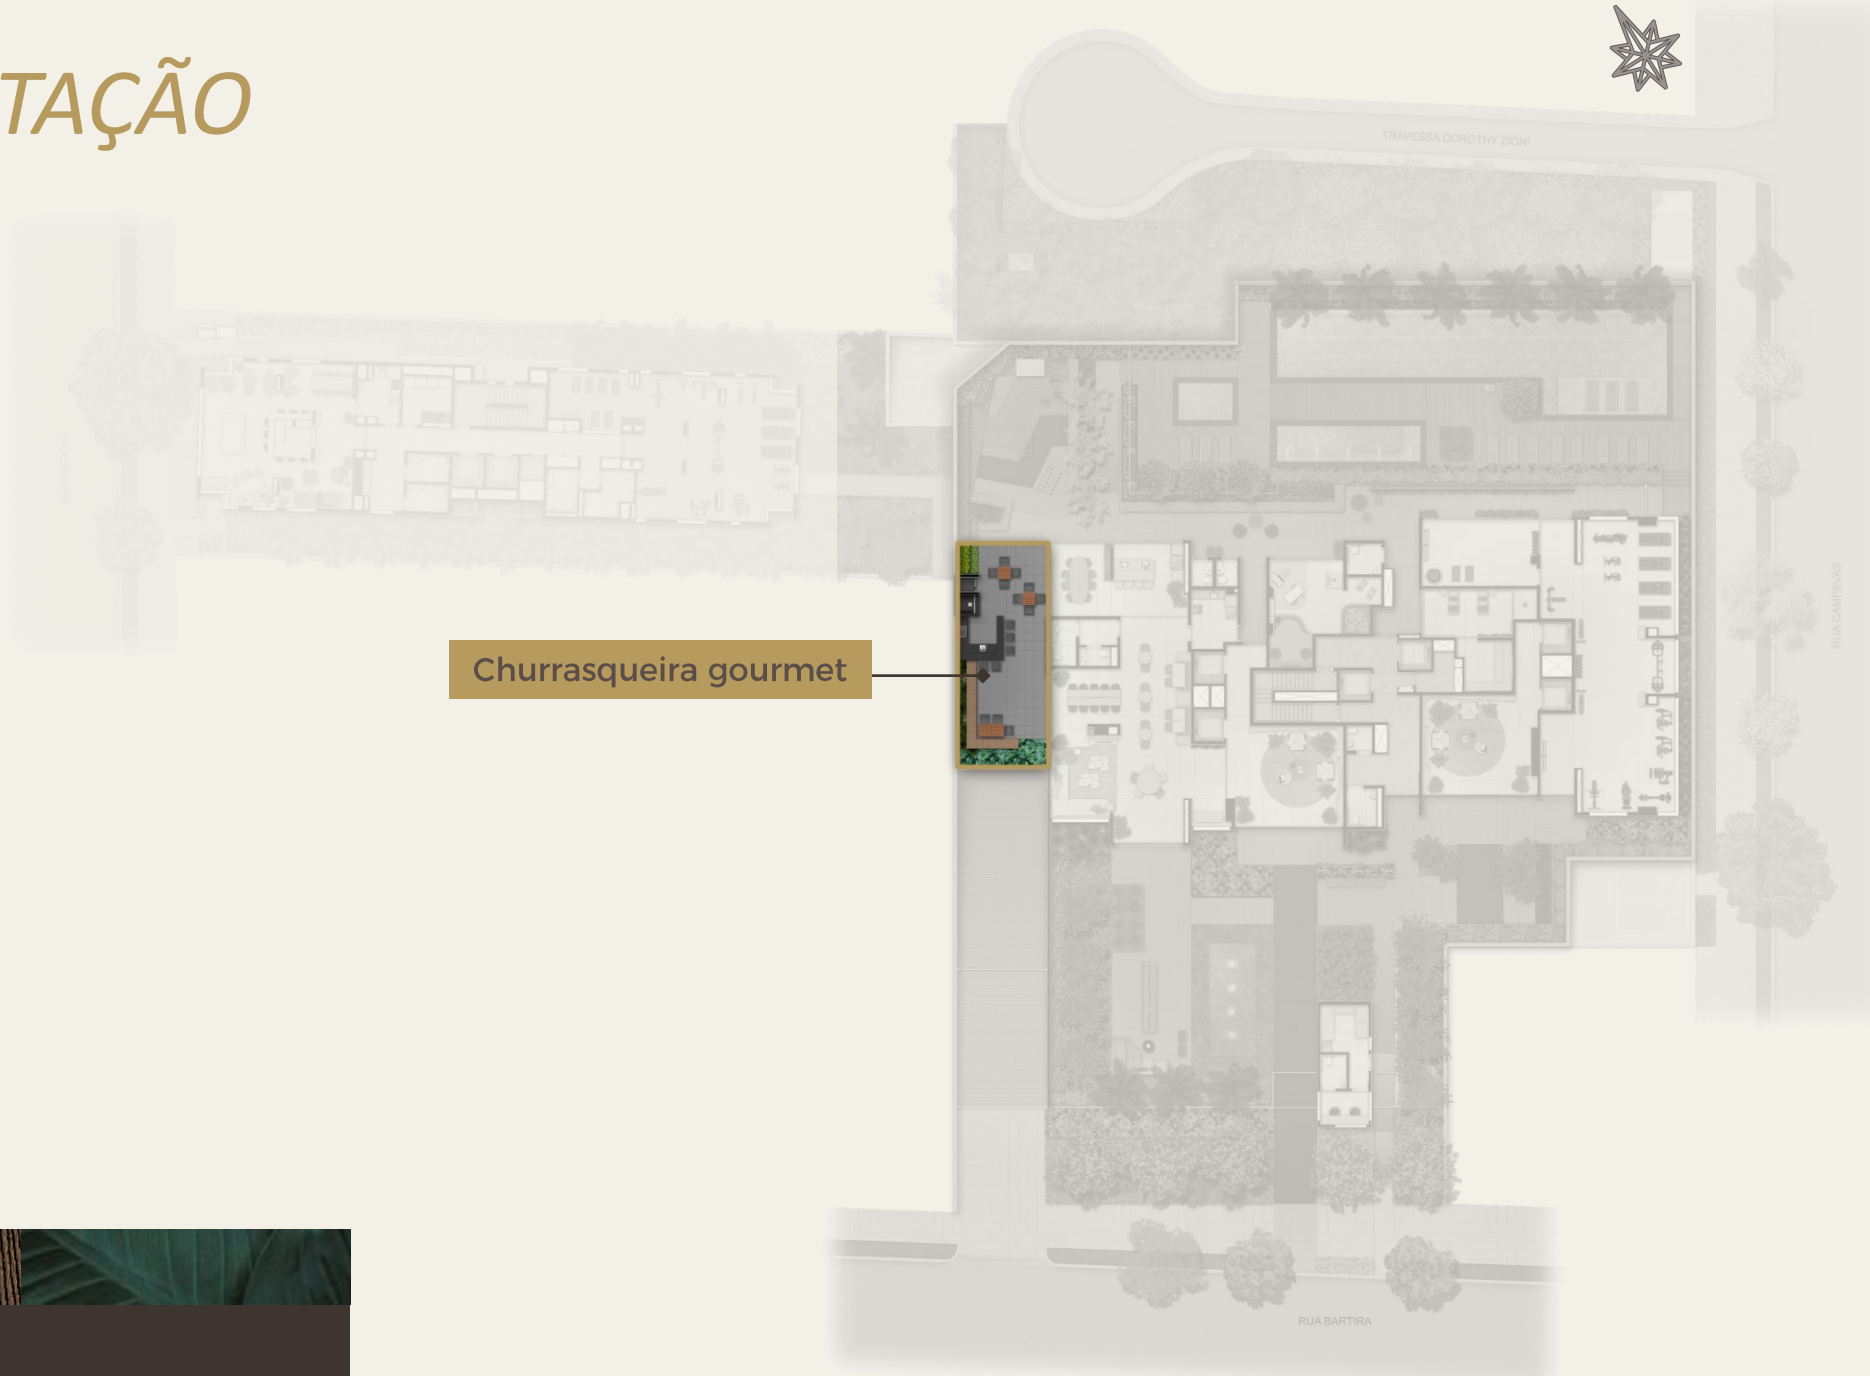 TAÇÃO
TRAVESSA DOROTHY ZIONI
RUA CAMPEVAS
Churrasqueira gourmet
RUA BARTIRA